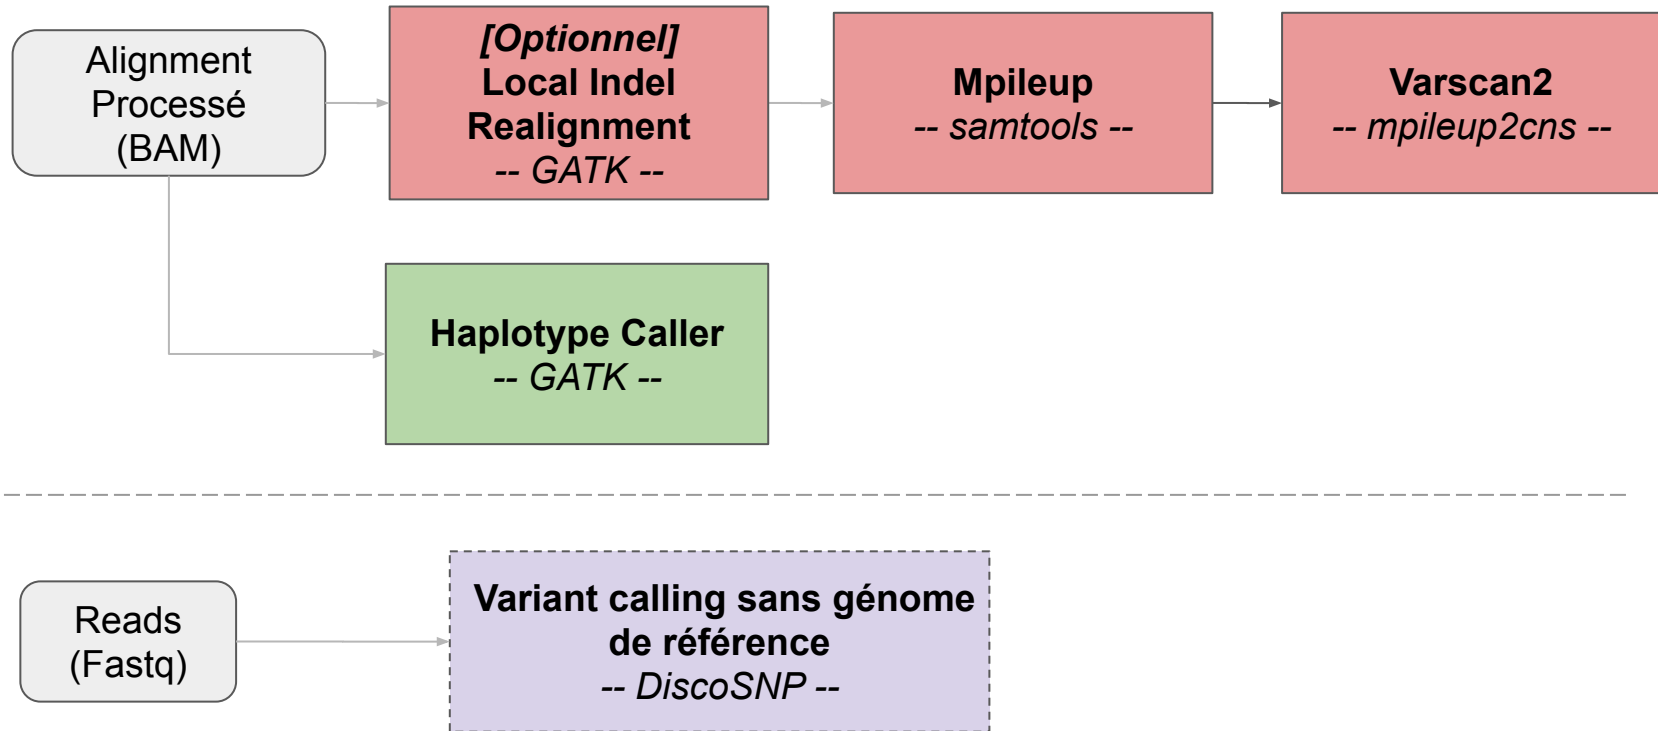 Alignment
Processé
(BAM)
[Optionnel]
Local Indel
Realignment
-- GATK --
Mpileup
-- samtools --
Varscan2
-- mpileup2cns --
Haplotype Caller
-- GATK --
Reads
(Fastq)
Variant calling sans génome
de référence
-- DiscoSNP --